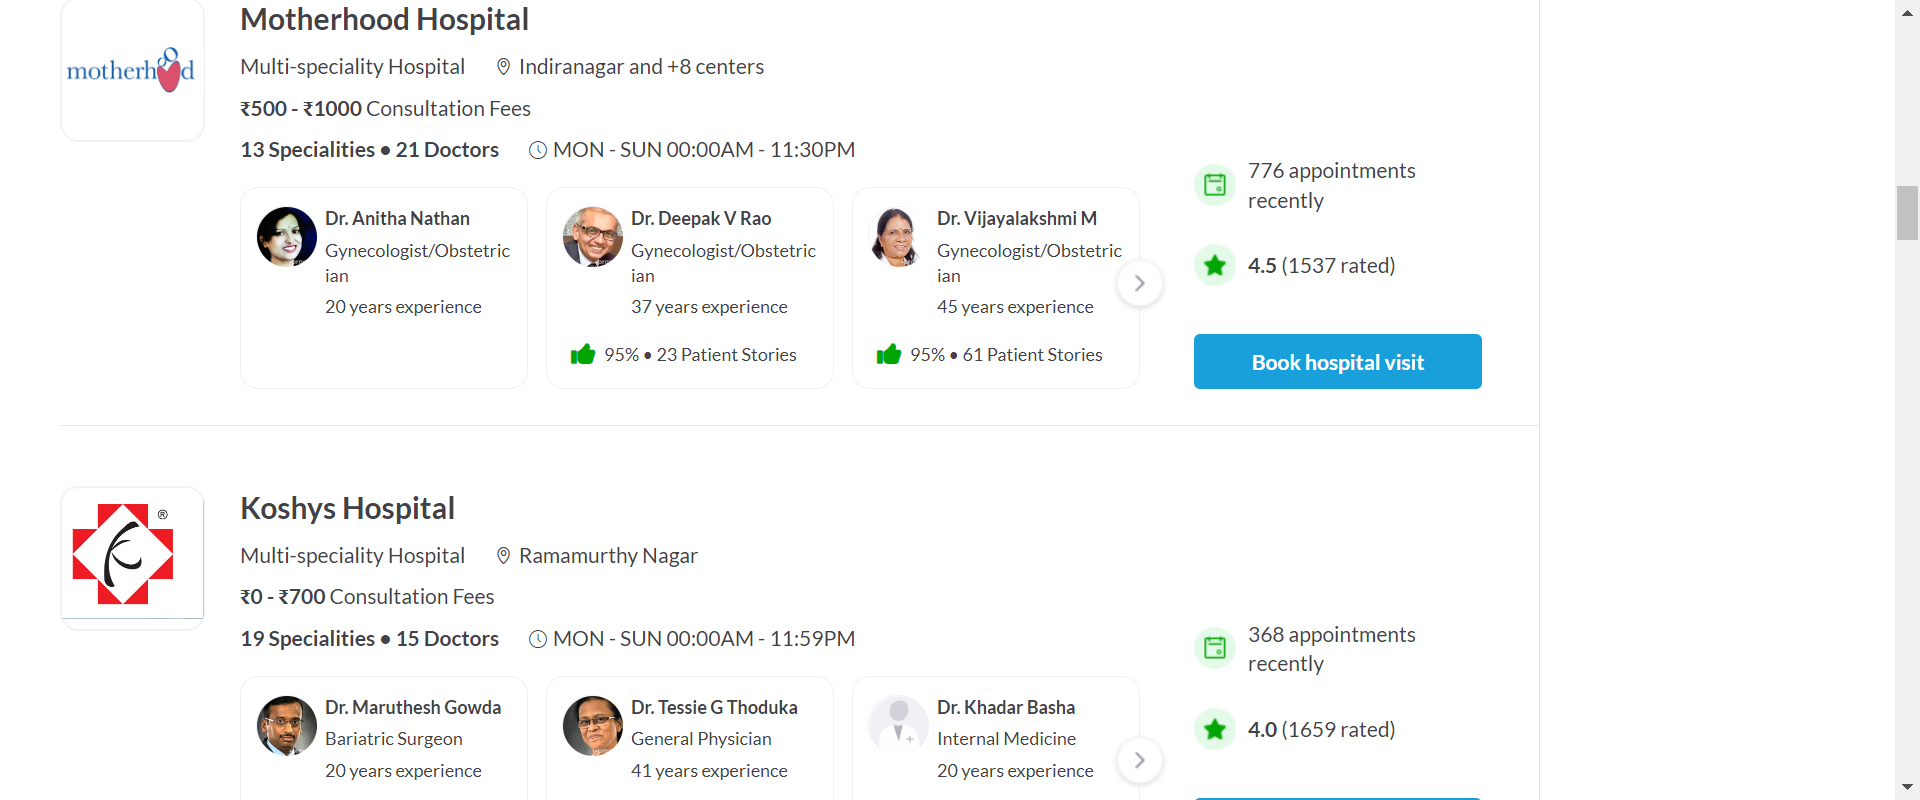 Motherhood Hospital
motherhood
Multi-speciality Hospital Indiranagar and +8 centers
₹500 - ₹1000 Consultation Fees
13 Specialities • 21 Doctors MON - SUN 00:00AM - 11:30PM
776 appointments
recently
4.5 (1537 rated)
Book hospital visit
Dr. Anitha Nathan
Gynecologist/Obstetric
ian
20 years experience
Dr. Deepak V Rao
Gynecologist/Obstetric
ian
37 years experience
95% • 23 Patient Stories
Dr. Vijayalakshmi M
Gynecologist/Obstetric
ian
45 years experience
95% • 61 Patient Stories
Koshys Hospital
®
Multi-speciality Hospital Ramamurthy Nagar
₹0 - ₹700 Consultation Fees
19 Specialities • 15 Doctors MON - SUN 00:00AM - 11:59PM
368 appointments
recently
4.0 (1659 rated)
Dr. Maruthesh Gowda
Bariatric Surgeon
20 years experience
Dr. Tessie G Thoduka
General Physician
41 years experience
Dr. Khadar Basha
Internal Medicine
20 years experience